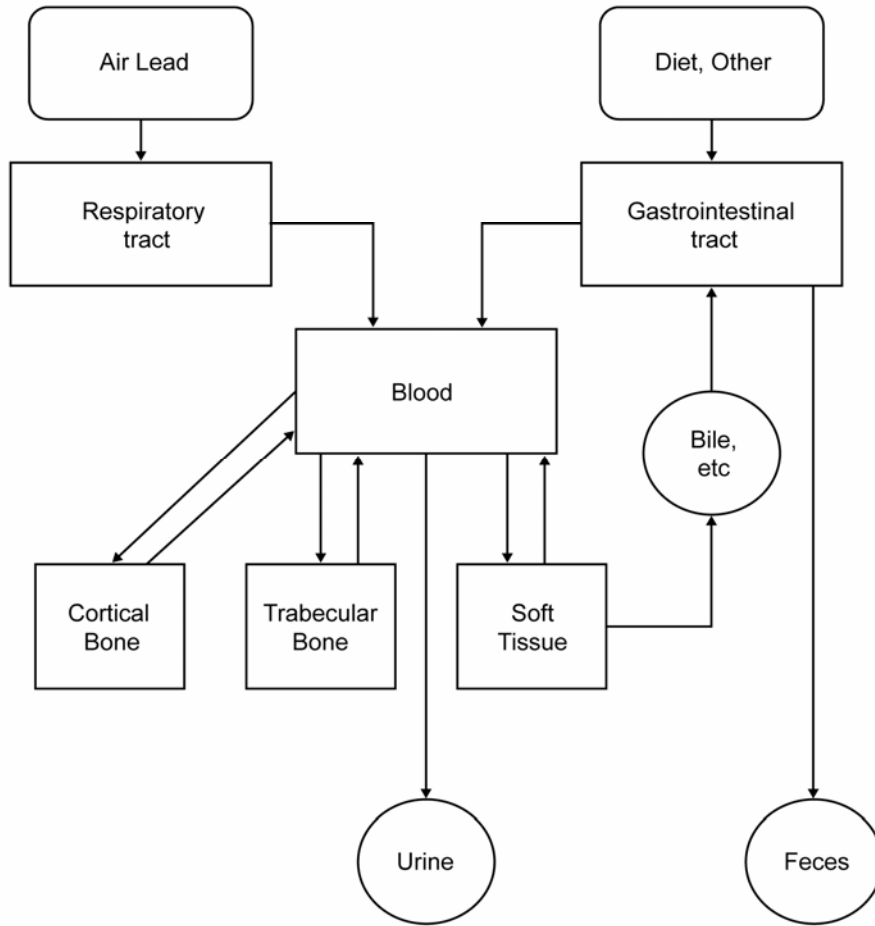 Air Lead
Diet, Other
Respiratory
tract
Gastrointestinal
tract
Blood
Bile,
etc
Cortical
Bone
Trabecular
Bone
Soft
Tissue
Urine
Feces